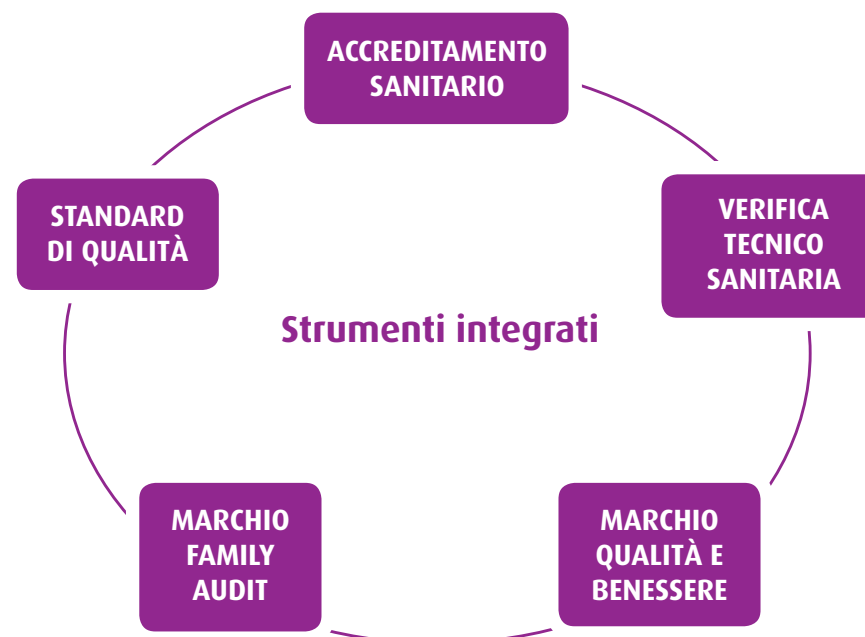 ACCREDITAMENTO
SANITARIO
STANDARD
DI QUALITÀ
VERIFICA
TECNICO
SANITARIA
Strumenti integrati
MARCHIO
FAMILY
AUDIT
MARCHIO
QUALITÀ E
BENESSERE